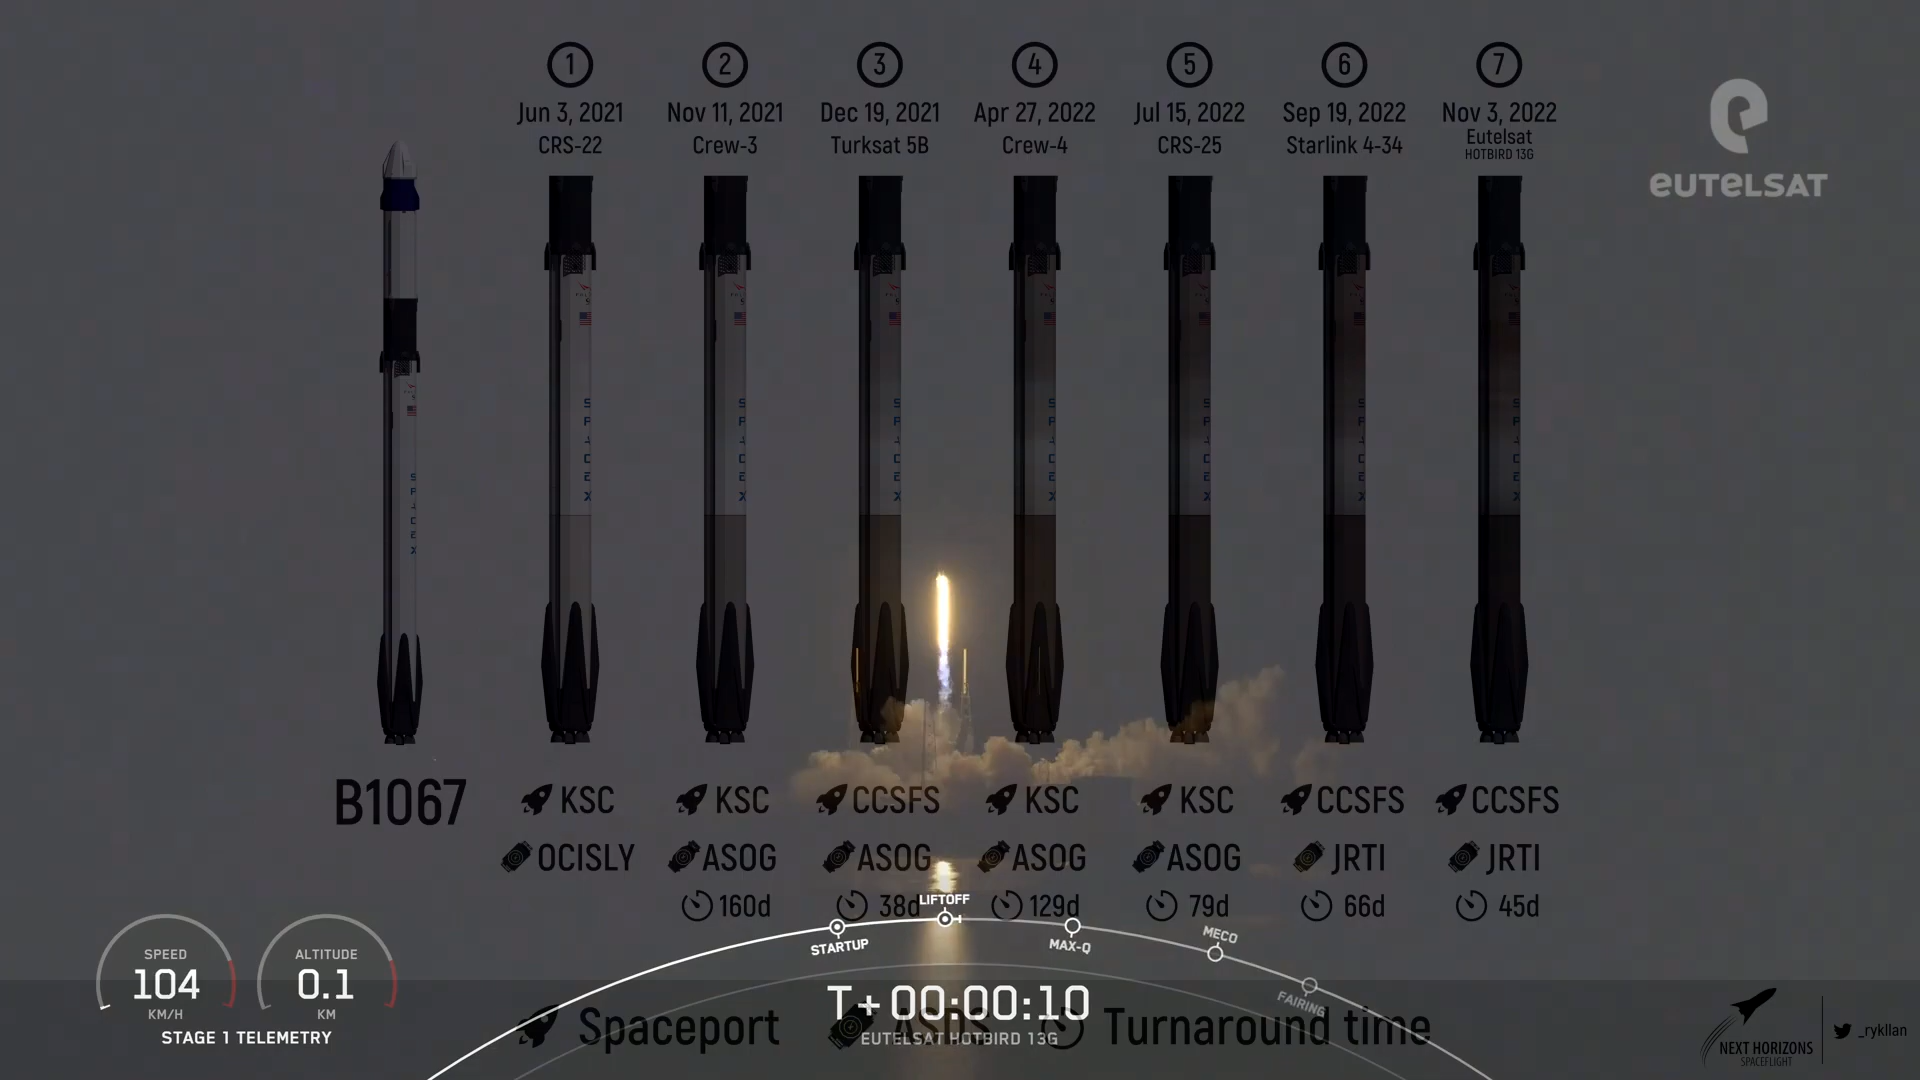 1
2
3
4
5
6
7
Jun 3, 2021
Nov 11, 2021
Dec 19, 2021
Apr 27, 2022
Jul 15, 2022
Sep 19, 2022
Nov 3, 2022
CRS-22
Crew-3
Turksat 5B
Crew-4
CRS-25
Starlink 4-34
Eutelsat
HOTBIRD 13G
eutelsat
B1067
KSC
KSC
CCSFS
KSC
KSC
CCSFS
CCSFS
OCISLY
ASOG
ASOG
ASOG
ASOG
JRTI
JRTI
160d
38d
129d
79d
66d
45d
LIFTOFF
STARTUP
MAX-Q
MECO
FAIRING
SPEED
104
KM/H
ALTITUDE
0.1
KM
STAGE 1 TELEMETRY
T+00:00:10
EUTELSAT HOTBIRD 13G
Spaceport
ASDS
Turnaround time
NEXT HORIZONS
SPACEFLIGHT
_rykllan